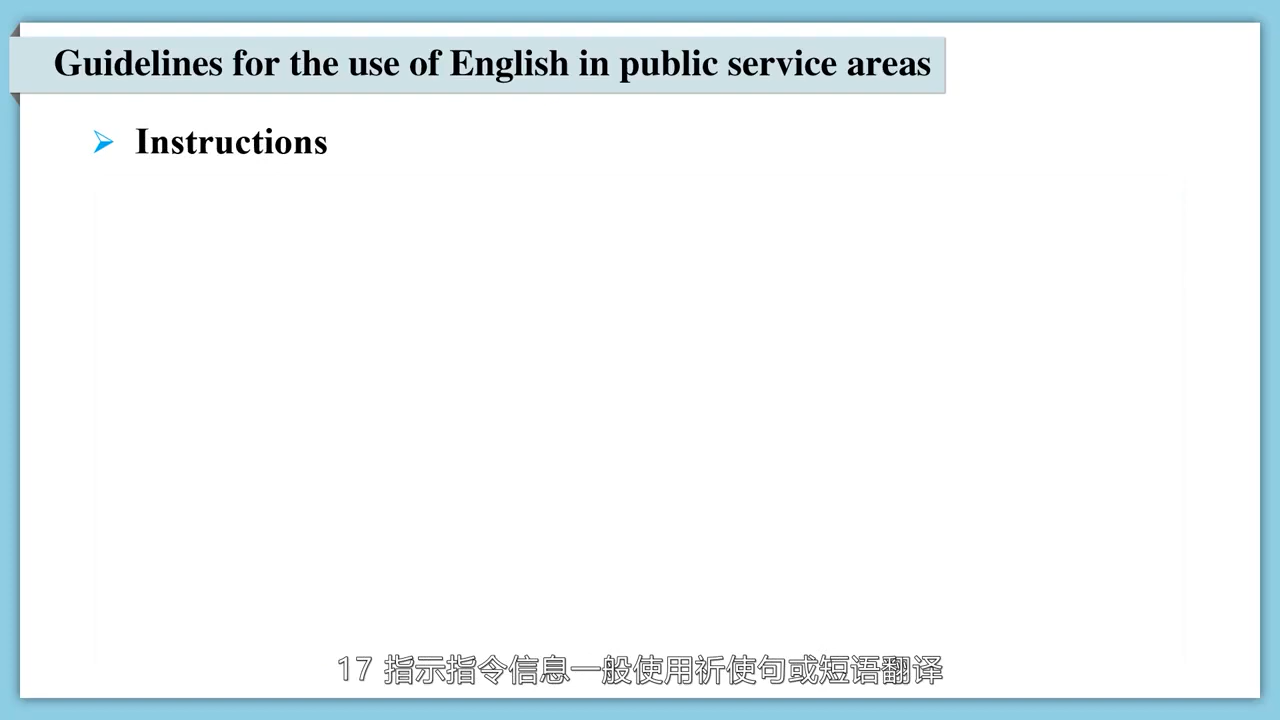 Guidelines for the use of English in public service areas
Instructions
17 指示指令信息一般使用祈使句或短语翻译